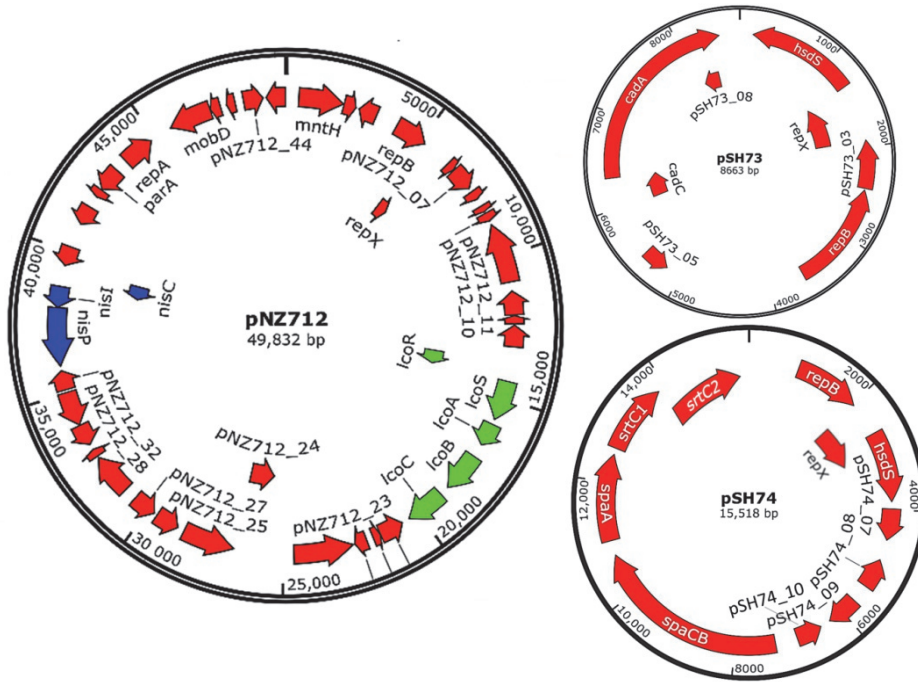 5000
10,000
15,000
20,000
25,000
30,000
35,000
40,000
45,000
mobD
pNZ712_44
mntH
repB
pNZ712_07
repX
pNZ712_11
pNZ712_10
lcoR
lcoS
lcoA
lcoB
lcoC
pNZ712_23
pNZ712_24
pNZ712_25
pNZ712_27
pNZ712_28
pNZ712_32
nisP
nisI
nisC
parA
repA
pNZ712
49,832 bp
1000
2000
3000
4000
5000
6000
7000
8000
hsdS
repX
pSH73_03
repB
pSH73_05
cadC
cadA
pSH73_08
pSH73
8663 bp
2000
4000
6000
8000
10,000
12,000
14,000
repB
repX
hsdS
pSH74_07
pSH74_08
pSH74_09
pSH74_10
spaCB
spaA
srtC1
srtC2
pSH74
15,518 bp